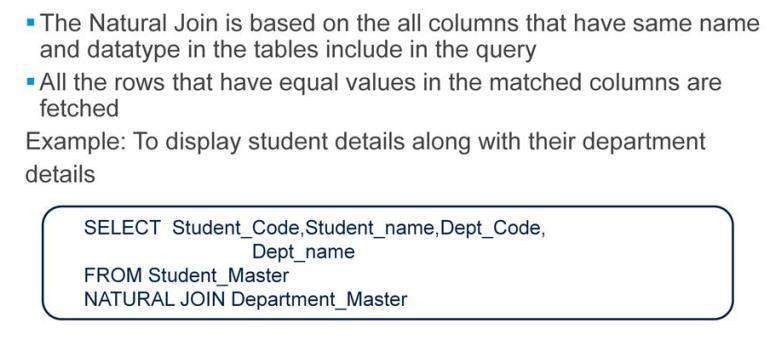 The Natural Join is based on the all columns that have same name
and datatype in the tables include in the query
All the rows that have equal values in the matched columns are
fetched
Example: To display student details along with their department
details
SELECT Student_Code,Student_name,Dept_Code,
Dept_name
FROM Student_Master
NATURAL JOIN Department_Master